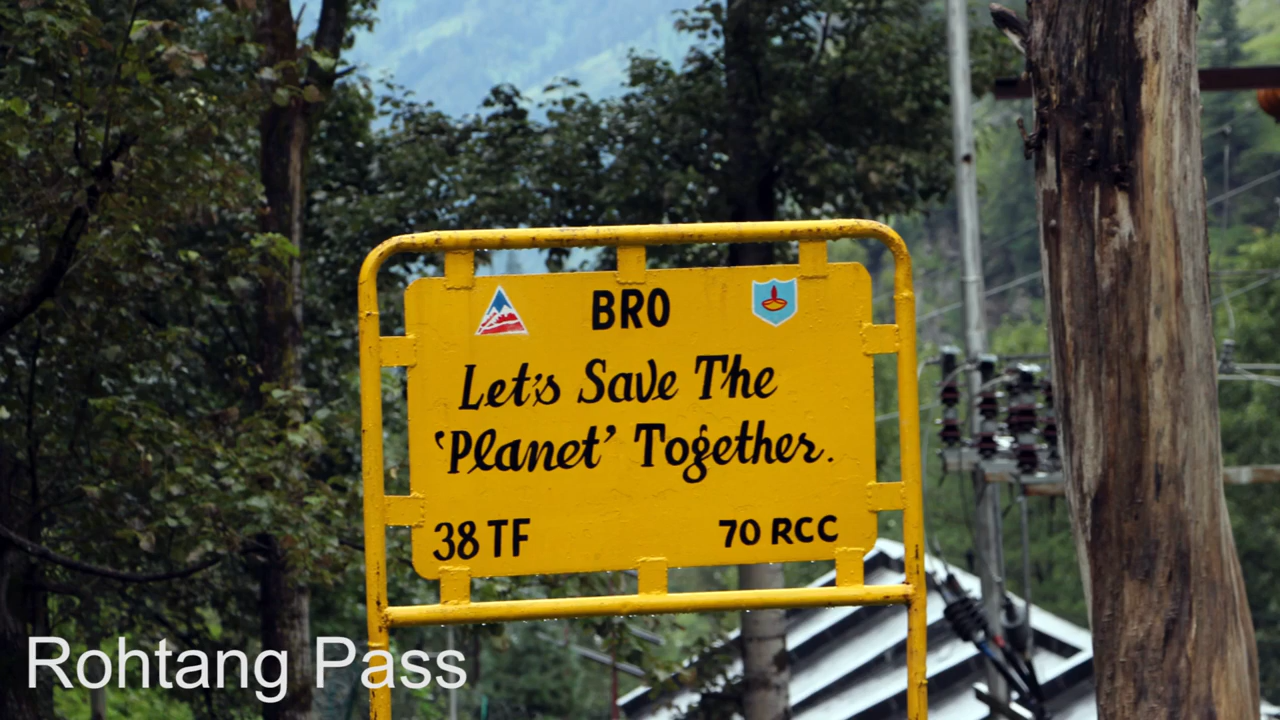 BRO
Let's Save The
'Planet' Together.
38 TF
70 RCC
Rohtang Pass